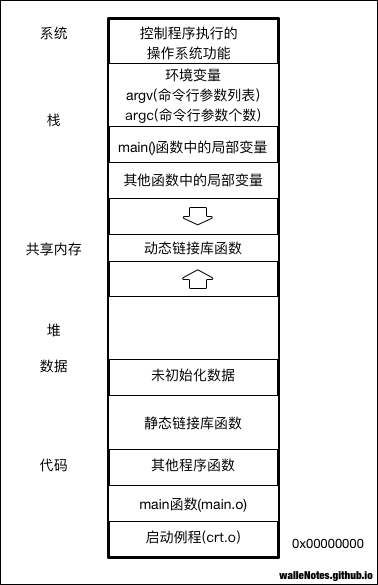 系统
控制程序执行的
操作系统功能
环境变量
argv(命令行参数列表)
栈
argc(命令行参数个数)
main()函数中的局部变量
其他函数中的局部变量
共享内存
动态链接库函数
堆
数据
未初始化数据
静态链接库函数
代码
其他程序函数
main函数(main.o)
启动例程(crt.o)
0x00000000
walleNotes.github.io